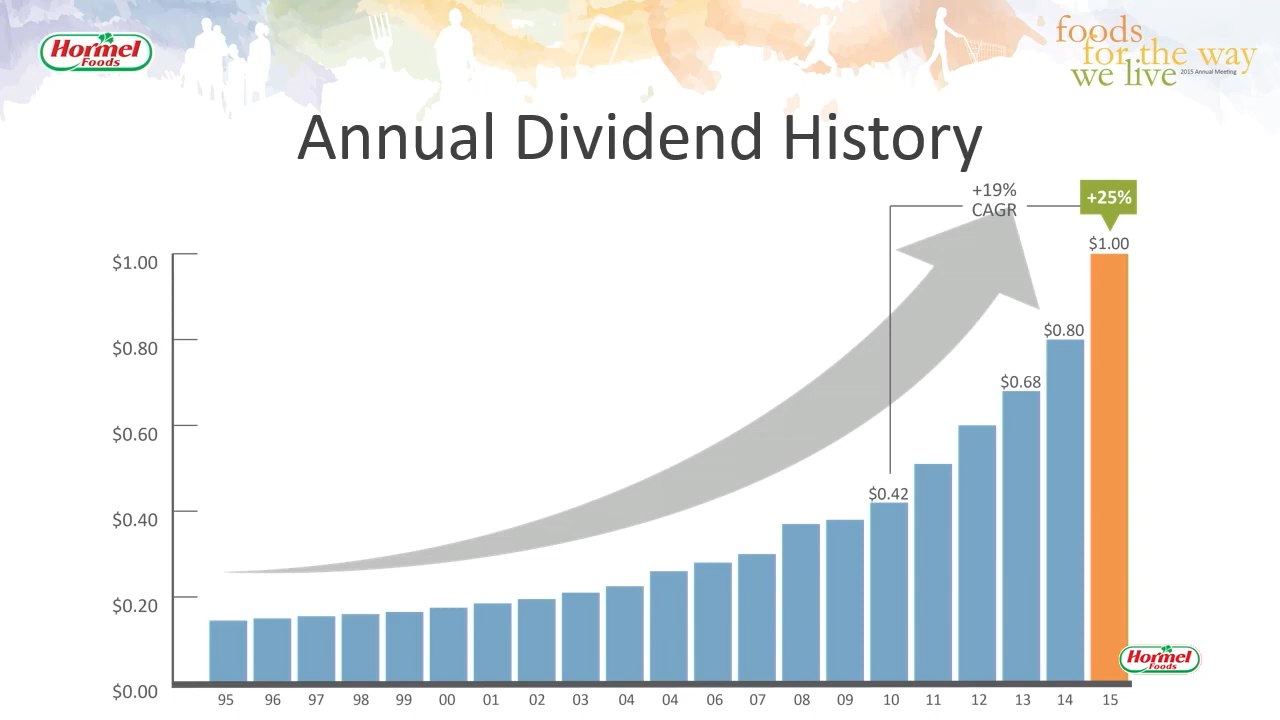 Hormel
Foods
foods
for the way
we live
2015 Annual Meeting
Annual Dividend History
+19%
CAGR
+25%
$1.00
$1.00
$0.80
$0.80
$0.68
$0.60
$0.42
$0.40
$0.20
$0.00
95 96 97 98 99 00 01 02 03 04 04 06 07 08 09 10 11 12 13 14 15
Hormel
Foods